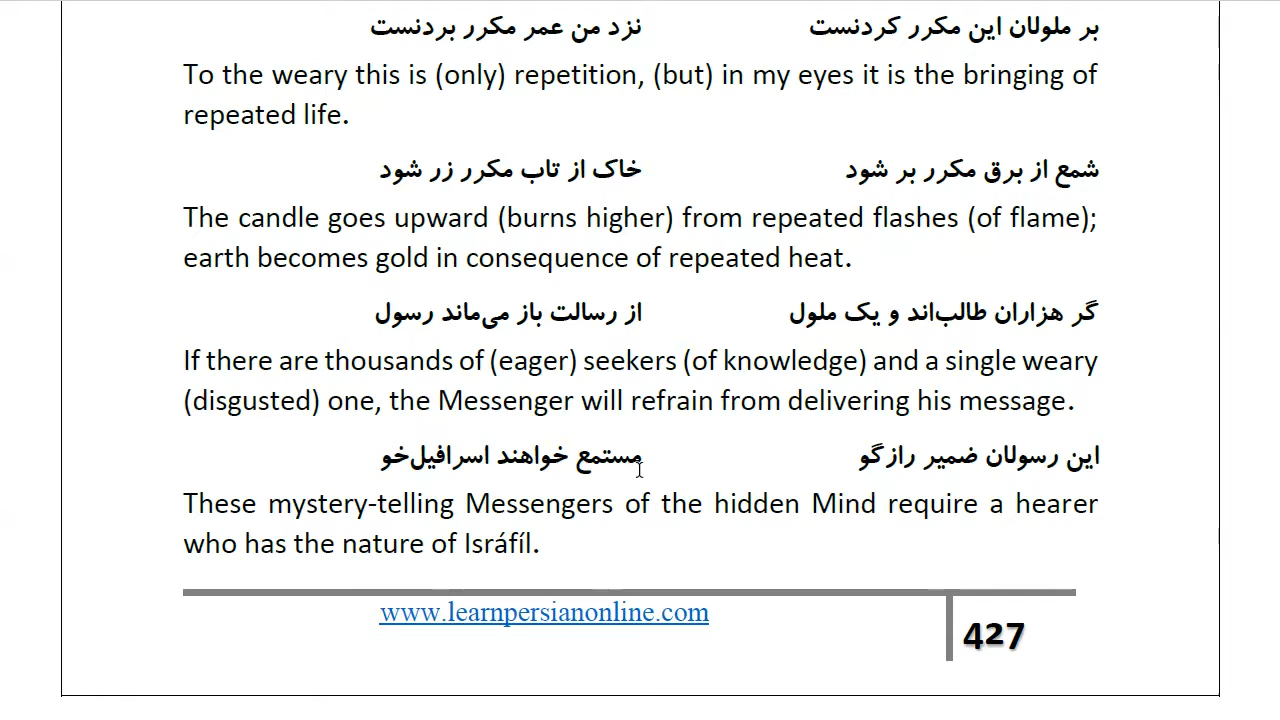 بر ملولان این مکرر کردنست نزد من عمر مکرر بردنست
To the weary this is (only) repetition, (but) in my eyes it is the bringing of
repeated life.
شمع از برق مکرر بر شود خاک از تاب مکرر زر شود
The candle goes upward (burns higher) from repeated flashes (of flame);
earth becomes gold in consequence of repeated heat.
گر هزاران طالب‌اند و یک ملول از رسالت باز می‌ماند رسول
If there are thousands of (eager) seekers (of knowledge) and a single weary
(disgusted) one, the Messenger will refrain from delivering his message.
این رسولان ضمیر رازگو مستمع خواهند اسرافیل‌خو
These mystery-telling Messengers of the hidden Mind require a hearer
who has the nature of Isráfíl.
www.learnpersianonline.com
427